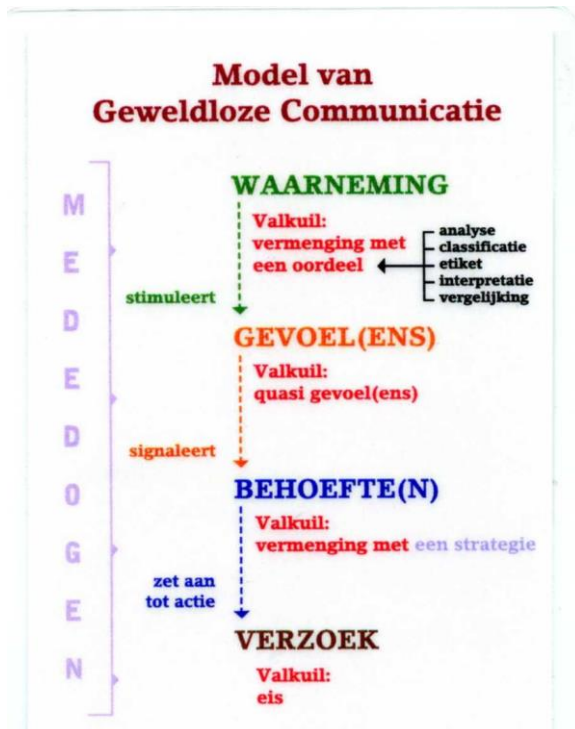 Model van
Geweldloze Communicatie
MEDEDOGEN
WAARNEMING
Valkuil:
vermenging met
een oordeel
analyse
classificatie
etiket
interpretatie
vergelijking
stimuleert
GEVOEL(ENS)
Valkuil:
quasi gevoel(ens)
signaleert
BEHOEFTE(N)
Valkuil:
vermenging met een strategie
zet aan
tot actie
VERZOEK
Valkuil:
eis